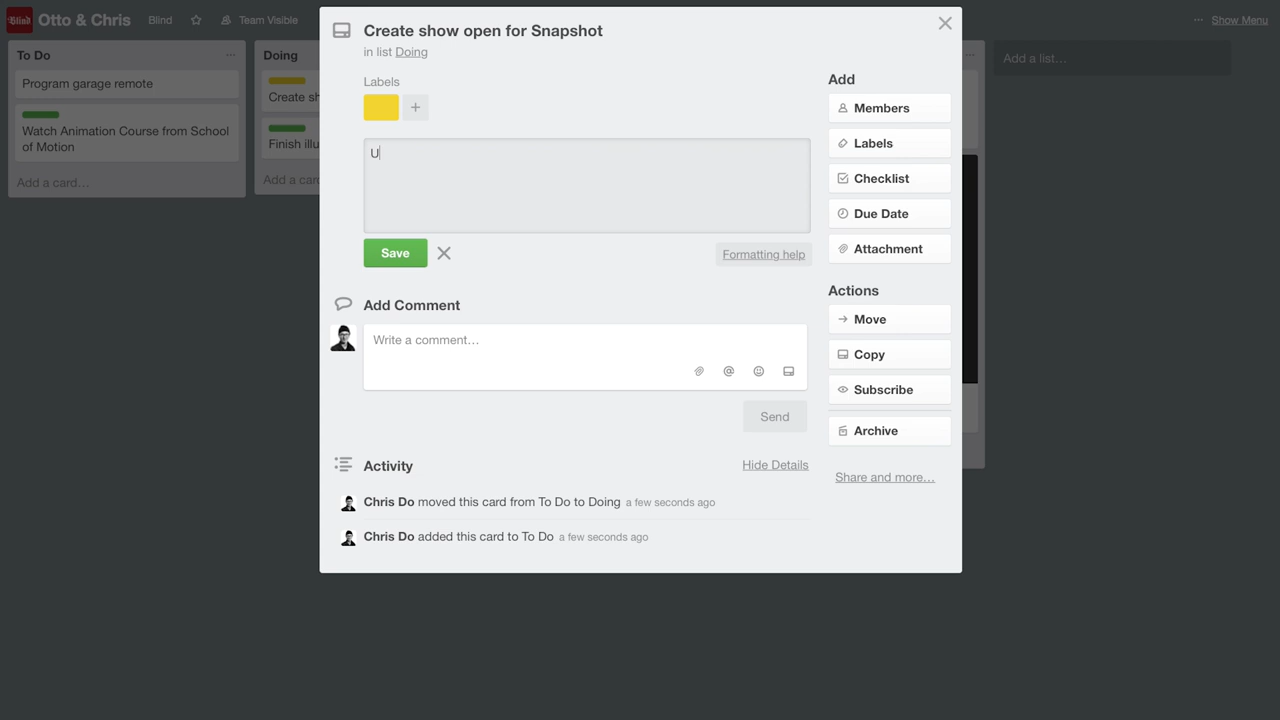 Blind
Otto & Chris
Blind
Team Visible
Show Menu
To Do
Program garage remote
Watch Animation Course from School
of Motion
Add a card…
Doing
Create sh
Finish illu
Add a card
Add a list…
Create show open for Snapshot
in list Doing
Labels
U
Save
Formatting help
Add Comment
Write a comment…
Send
Activity
Hide Details
Chris Do moved this card from To Do to Doing a few seconds ago
Chris Do added this card to To Do a few seconds ago
Add
Members
Labels
Checklist
Due Date
Attachment
Actions
Move
Copy
Subscribe
Archive
Share and more…